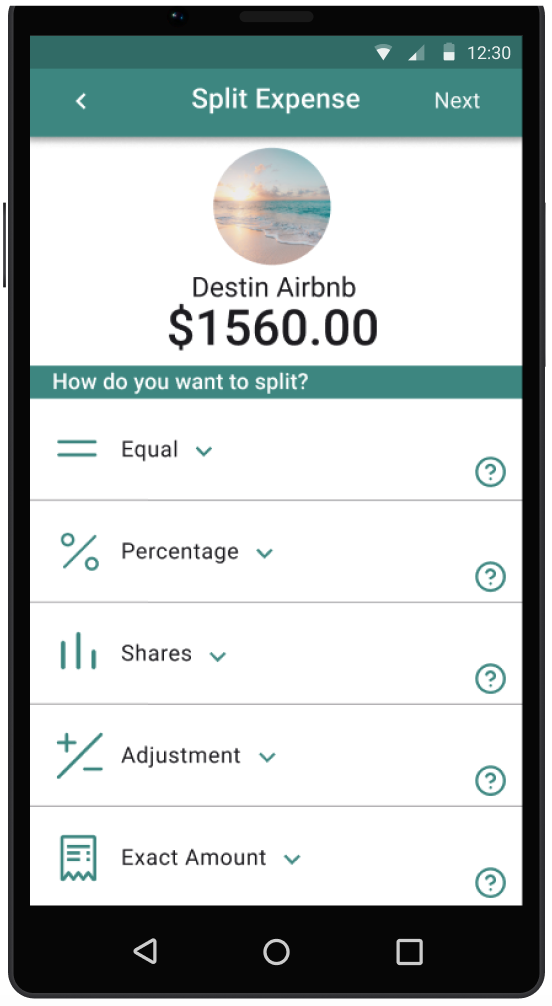 12:30
Split Expense Next
Destin Airbnb
$1560.00
How do you want to split?
Equal
Percentage
Shares
Adjustment
Exact Amount